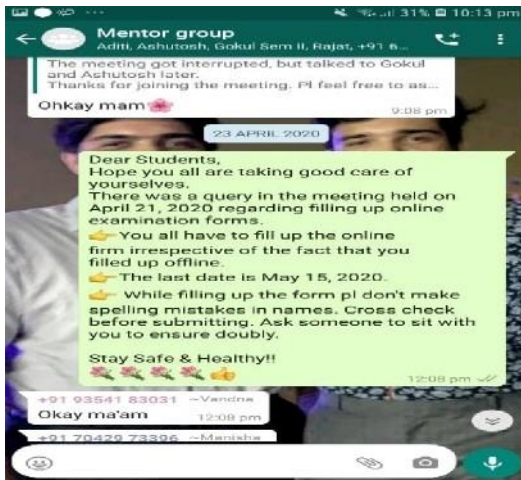 31% 10:13 pm
Mentor group
Aditi, Ashutosh, Gokul Sem II, Rajat, +91 6...
The meeting got interrupted, but talked to Gokul
and Ashutosh later.
Thanks for joining the meeting. Pl feel free to as...
Ohkay mam🌸
9:08 pm
23 APRIL 2020
Dear Students,
Hope you all are taking good care of
yourselves.
There was a query in the meeting held on
April 21, 2020 regarding filling up online
examination forms.
👉You all have to fill up the online
firm irrespective of the fact that you
filled up offline.
👉The last date is May 15, 2020.
👉 While filling up the form pl don't make
spelling mistakes in names. Cross check
before submitting. Ask someone to sit with
you to ensure doubly.
Stay Safe & Healthy!!
🌹🌹🌹🌹👍
12:08 pm
+91 93541 83031 ~Vandna
Okay ma'am
12:08 pm
+91 70429 73396 ~Manisha